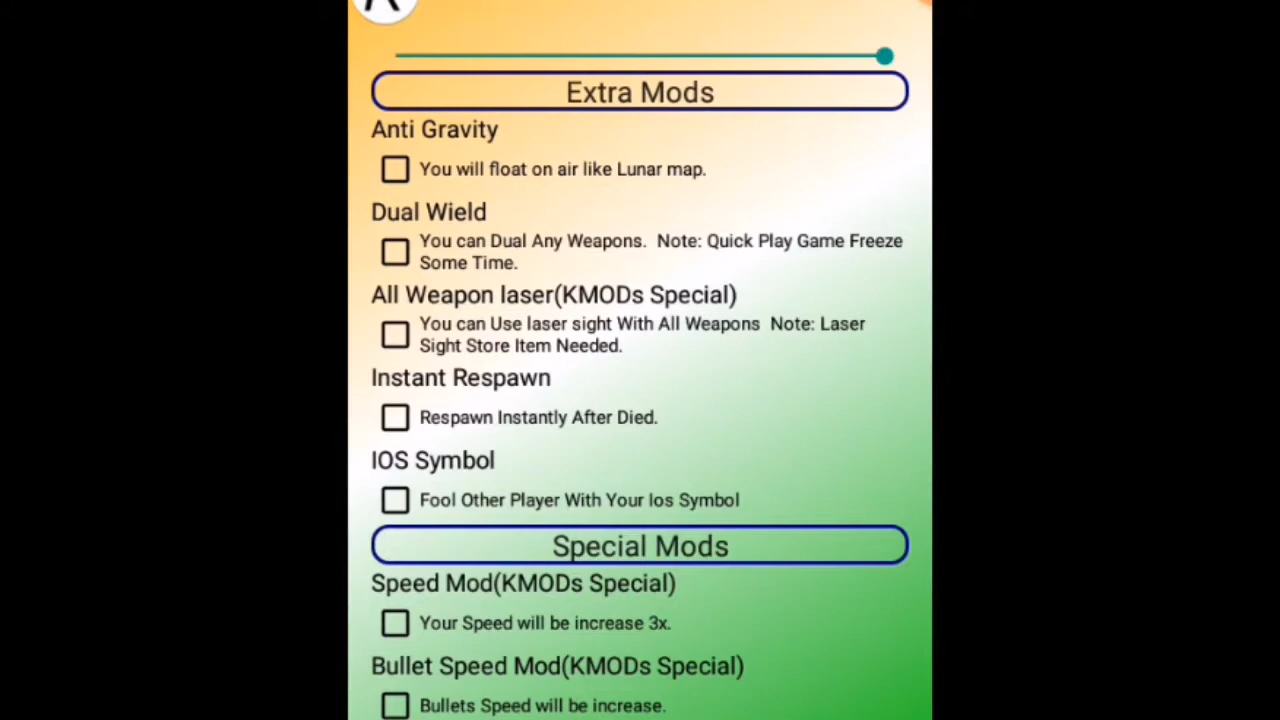 Extra Mods
Anti Gravity
You will float on air like Lunar map.
Dual Wield
You can Dual Any Weapons.  Note: Quick Play Game Freeze
Some Time.
All Weapon laser(KMODs Special)
You can Use laser sight With All Weapons  Note: Laser
Sight Store Item Needed.
Instant Respawn
Respawn Instantly After Died.
IOS Symbol
Fool Other Player With Your Ios Symbol
Special Mods
Speed Mod(KMODs Special)
Your Speed will be increase 3x.
Bullet Speed Mod(KMODs Special)
Bullets Speed will be increase.